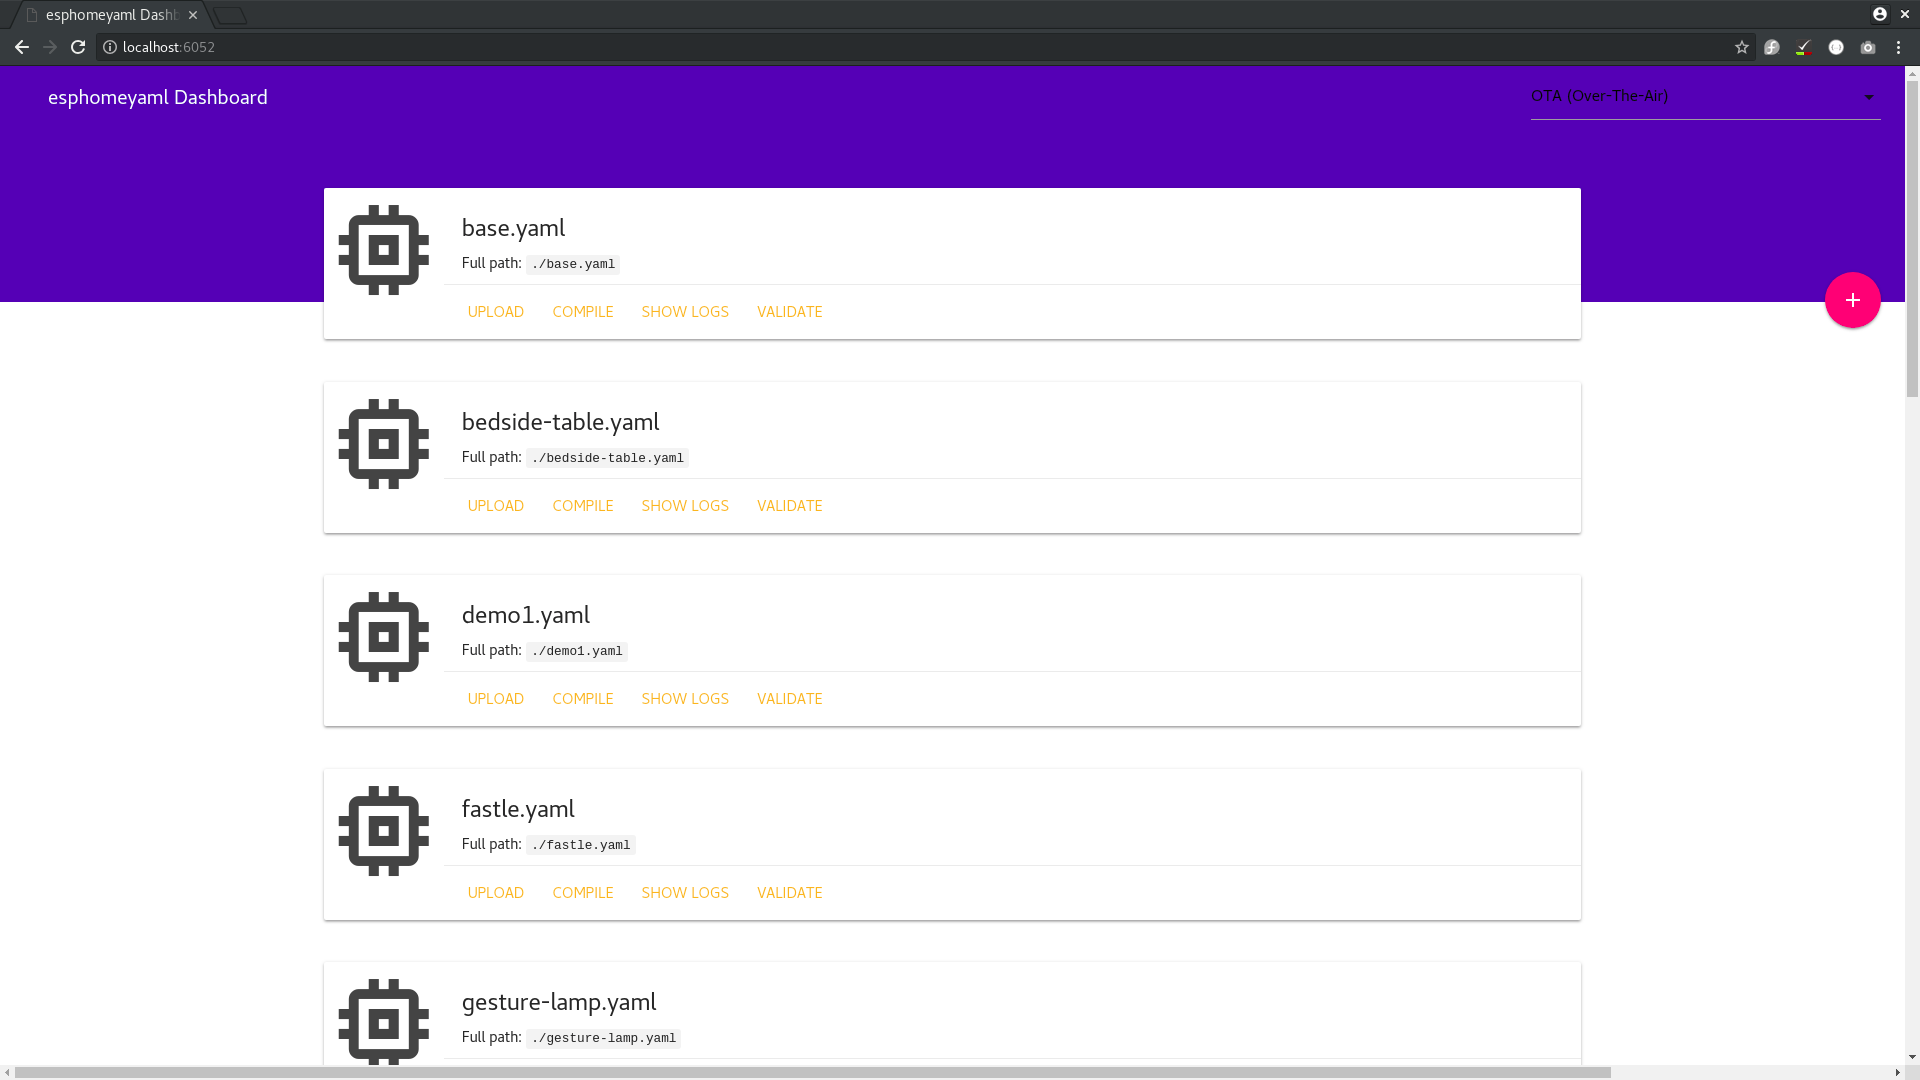 esphomeyaml Dashb
localhost:6052
esphomeyaml Dashboard
OTA (Over-The-Air)
base.yaml
Full path: ./base.yaml
UPLOAD COMPILE SHOW LOGS VALIDATE
bedside-table.yaml
Full path: ./bedside-table.yaml
UPLOAD COMPILE SHOW LOGS VALIDATE
demo1.yaml
Full path: ./demo1.yaml
UPLOAD COMPILE SHOW LOGS VALIDATE
fastle.yaml
Full path: ./fastle.yaml
UPLOAD COMPILE SHOW LOGS VALIDATE
gesture-lamp.yaml
Full path: ./gesture-lamp.yaml